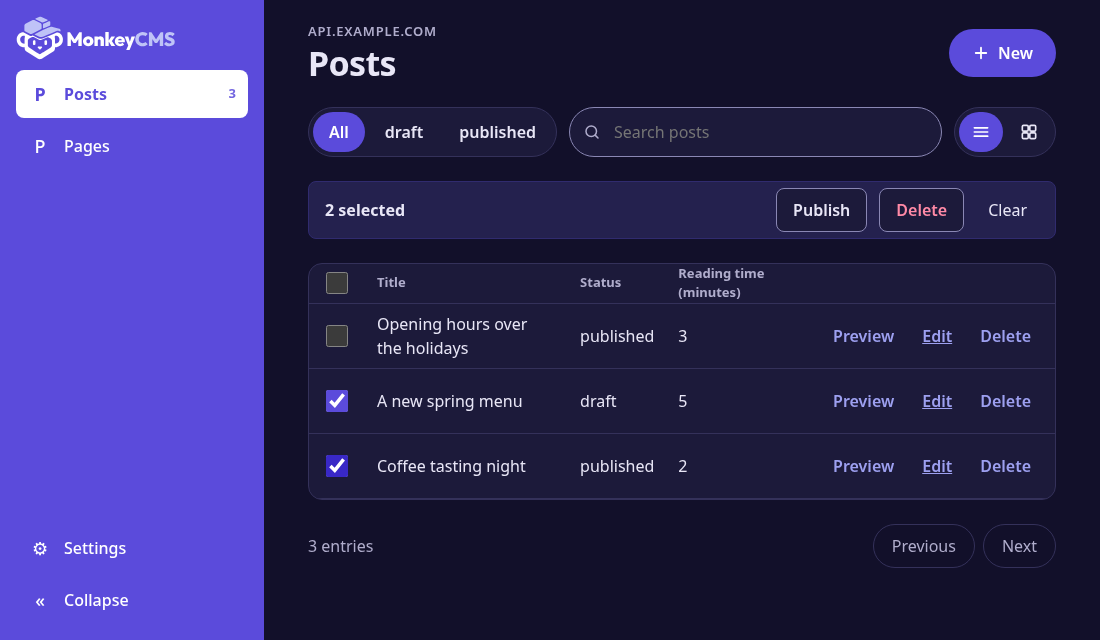 MonkeyCMS
P Posts 3
P Pages
Settings
« Collapse
API.EXAMPLE.COM
Posts
+ New
All draft published
Search posts
2 selected Publish Delete Clear
Title Status Reading time
(minutes)
Opening hours over
the holidays
published 3 Preview Edit Delete
A new spring menu draft 5 Preview Edit Delete
Coffee tasting night published 2 Preview Edit Delete
3 entries Previous Next